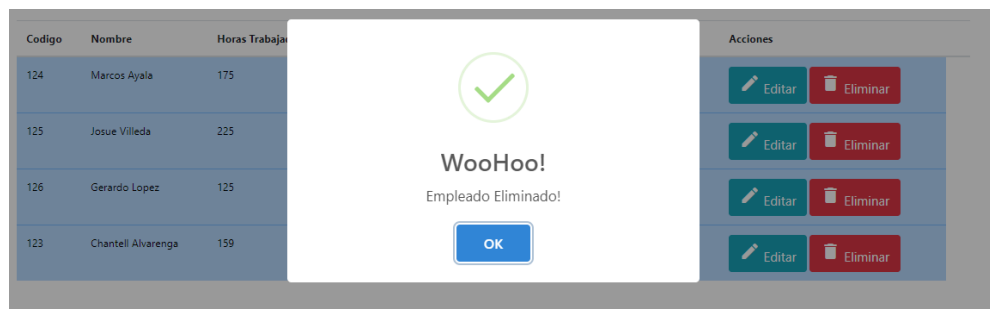 Codigo Nombre Horas Trabajad Acciones
124 Marcos Ayala 175 Editar Eliminar
125 Josue Villeda 225 Editar Eliminar
WooHoo!
126 Gerardo Lopez 125 Editar Eliminar
Empleado Eliminado!
123 Chantell Alvarenga 159 Editar Eliminar
OK